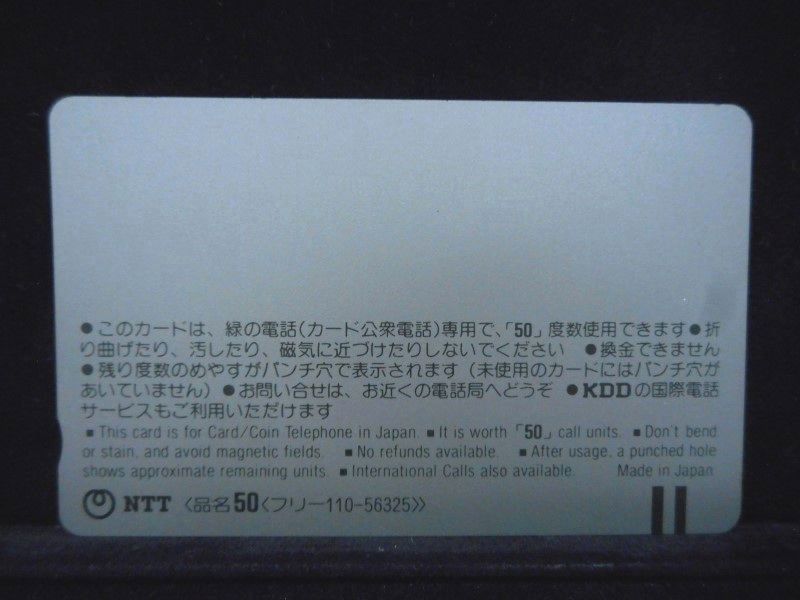 ●このカードは、緑の電話(カード公衆電話)専用で、「50」度数使用できます●折
り曲げたり、汚したり、磁気に近づけたりしないでください ●換金できません
●残り度数のめやすがパンチ穴で表示されます(未使用のカードにはパンチ穴が
あいていません)●お問い合せは、お近くの電話局へどうぞ ●KDDの国際電話
サービスもご利用いただけます
■ This card is for Card/Coin Telephone in Japan. ■ It is worth「50」call units. ■ Don't bend
or stain, and avoid magnetic fields. ■ No refunds available. ■ After usage, a punched hole
shows approximate remaining units. ■ International Calls also available. Made in Japan
NTT〈品名50〈フリー110-56325〉〉